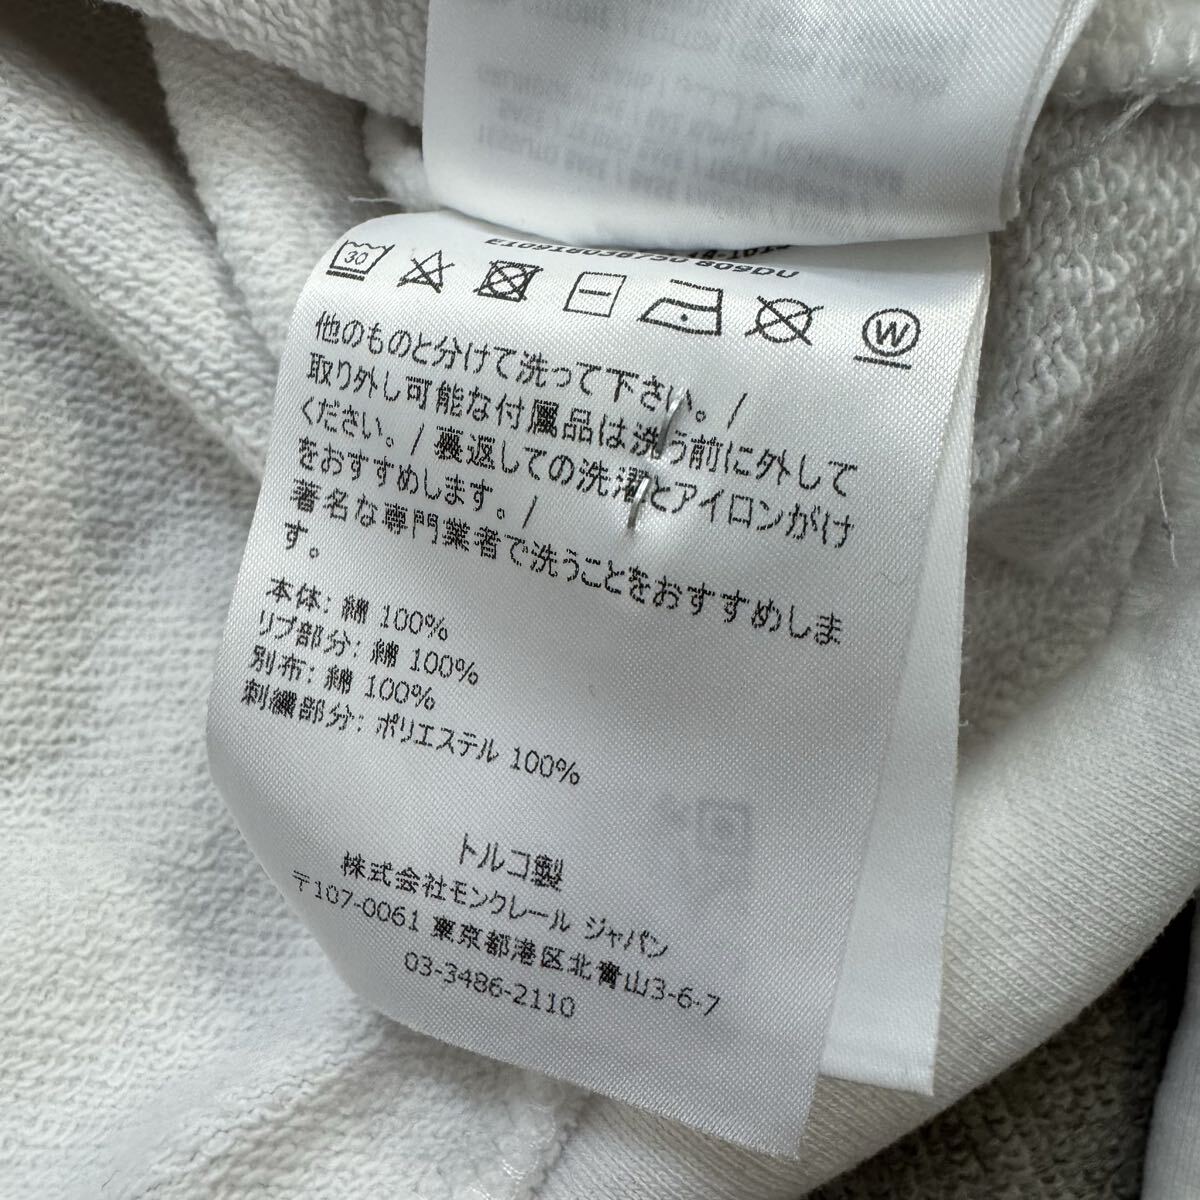 30
W
他のものと分けて洗って下さい。/
取り外し可能な付属品は洗う前に外して
ください。/ 裏返しての洗濯とアイロンがけ
をおすすめします。/
著名な専門業者で洗うことをおすすめしま
す。
本体: 綿 100%
リブ部分: 綿 100%
別布: 綿 100%
刺繍部分: ポリエステル 100%
トルコ製
株式会社モンクレール ジャパン
〒107-0061 東京都港区北青山3-6-7
03-3486-2110